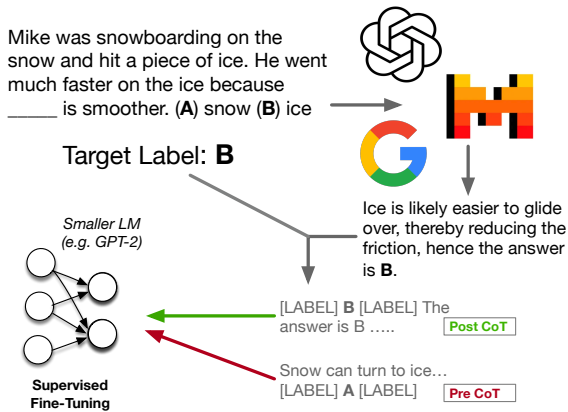 Mike was snowboarding on the
snow and hit a piece of ice. He went
much faster on the ice because
_____ is smoother. (A) snow (B) ice
Target Label: B
Ice is likely easier to glide
over, thereby reducing the
friction, hence the answer
is B.
Smaller LM
(e.g. GPT-2)
[LABEL] B [LABEL] The
answer is B .....
Post CoT
Snow can turn to ice…
[LABEL] A [LABEL]
Pre CoT
Supervised
Fine-Tuning